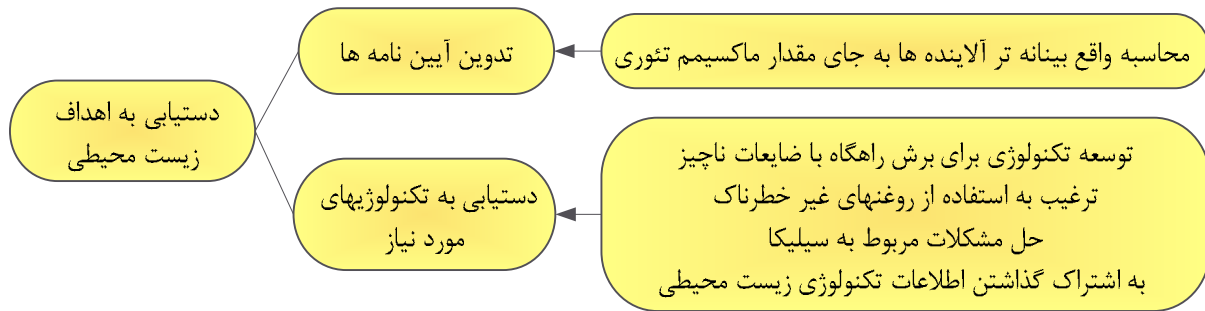 محاسبه واقع بینانه تر آلاینده ها به جای مقدار ماکسیمم تئوری
تدوین آیین نامه ها
دستیابی به اهداف
زیست محیطی
توسعه تکنولوژی برای برش راهگاه با ضایعات ناچیز
ترغیب به استفاده از روغنهای غیر خطرناک
حل مشکلات مربوط به سیلیکا
به اشتراک گذاشتن اطلاعات تکنولوژی زیست محیطی
دستیابی به تکنولوژیهای
مورد نیاز